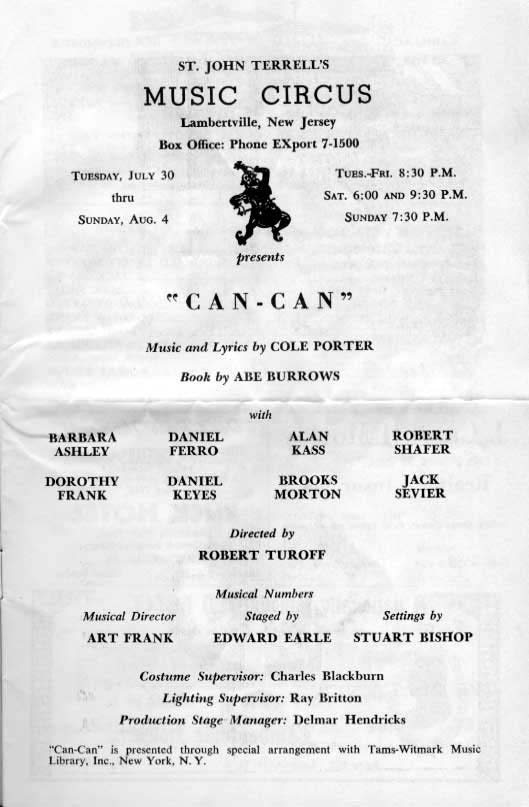 ST. JOHN TERRELL'S
MUSIC CIRCUS
Lambertville, New Jersey
Box Office: Phone EXport 7-1500
TUESDAY, JULY 30
thru
SUNDAY, AUG. 4
TUES.-FRI. 8:30 P.M.
SAT. 6:00 AND 9:30 P.M.
SUNDAY 7:30 P.M.
presents
"CAN-CAN"
Music and Lyrics by COLE PORTER
Book by ABE BURROWS
with
BARBARA ASHLEY
DANIEL FERRO
ALAN KASS
ROBERT SHAFER
DOROTHY FRANK
DANIEL KEYES
BROOKS MORTON
JACK SEVIER
Directed by
ROBERT TUROFF
Musical Numbers
Musical Director Staged by Settings by
ART FRANK EDWARD EARLE STUART BISHOP
Costume Supervisor: Charles Blackburn
Lighting Supervisor: Ray Britton
Production Stage Manager: Delmar Hendricks
"Can-Can" is presented through special arrangement with Tams-Witmark Music
Library, Inc., New York, N. Y.